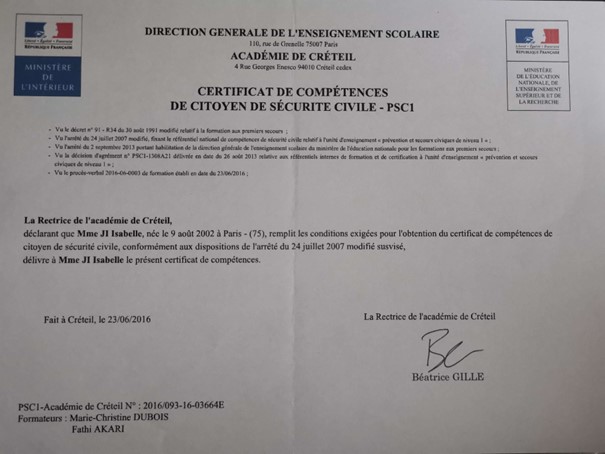 DIRECTION GENERALE DE L'ENSEIGNEMENT SCOLAIRE
110, rue de Grenelle 75007 Paris
ACADÉMIE DE CRÉTEIL
4 Rue Georges Enesco 94010 Créteil cedex
Liberté • Égalité • Fraternité
RÉPUBLIQUE FRANÇAISE
MINISTÈRE
DE
L'INTÉRIEUR
Liberté • Égalité • Fraternité
RÉPUBLIQUE FRANÇAISE
MINISTÈRE
DE L'ÉDUCATION
NATIONALE, DE
L'ENSEIGNEMENT
SUPÉRIEUR ET DE
LA RECHERCHE
CERTIFICAT DE COMPÉTENCES
DE CITOYEN DE SÉCURITE CIVILE - PSC1
- Vu le décret n° 91 - 834 du 30 août 1991 modifié relatif à la formation aux premiers secours ;
- Vu l'arrêté du 24 juillet 2007 modifié, fixant le référentiel national de compétences de sécurité civile relatif à l'unité d'enseignement « prévention et secours civiques de niveau 1 » ;
- Vu l'arrêté du 2 septembre 2013 portant habilitation de la direction générale de l'enseignement scolaire du ministère de l'éducation nationale pour les formations aux premiers secours ;
- Vu la décision d'agrément n° PSC1-1308A21 délivrée en date du 26 août 2013 relative aux référentiels internes de formation et de certification à l'unité d'enseignement « prévention et secours
civiques de niveau 1 » ;
- Vu le procès-verbal 2016-06-0003 de formation établi en date du 23/06/2016 ;
La Rectrice de l'académie de Créteil,
déclarant que Mme JI Isabelle, née le 9 août 2002 à Paris - (75), remplit les conditions exigées pour l'obtention du certificat de compétences de
citoyen de sécurité civile, conformément aux dispositions de l'arrêté du 24 juillet 2007 modifié susvisé,
délivre à Mme JI Isabelle le présent certificat de compétences.
Fait à Créteil, le 23/06/2016
La Rectrice de l'académie de Créteil
Béatrice GILLE
PSC1-Académie de Créteil N° : 2016/093-16-03664E
Formateurs : Marie-Christine DUBOIS
Fathi AKARI